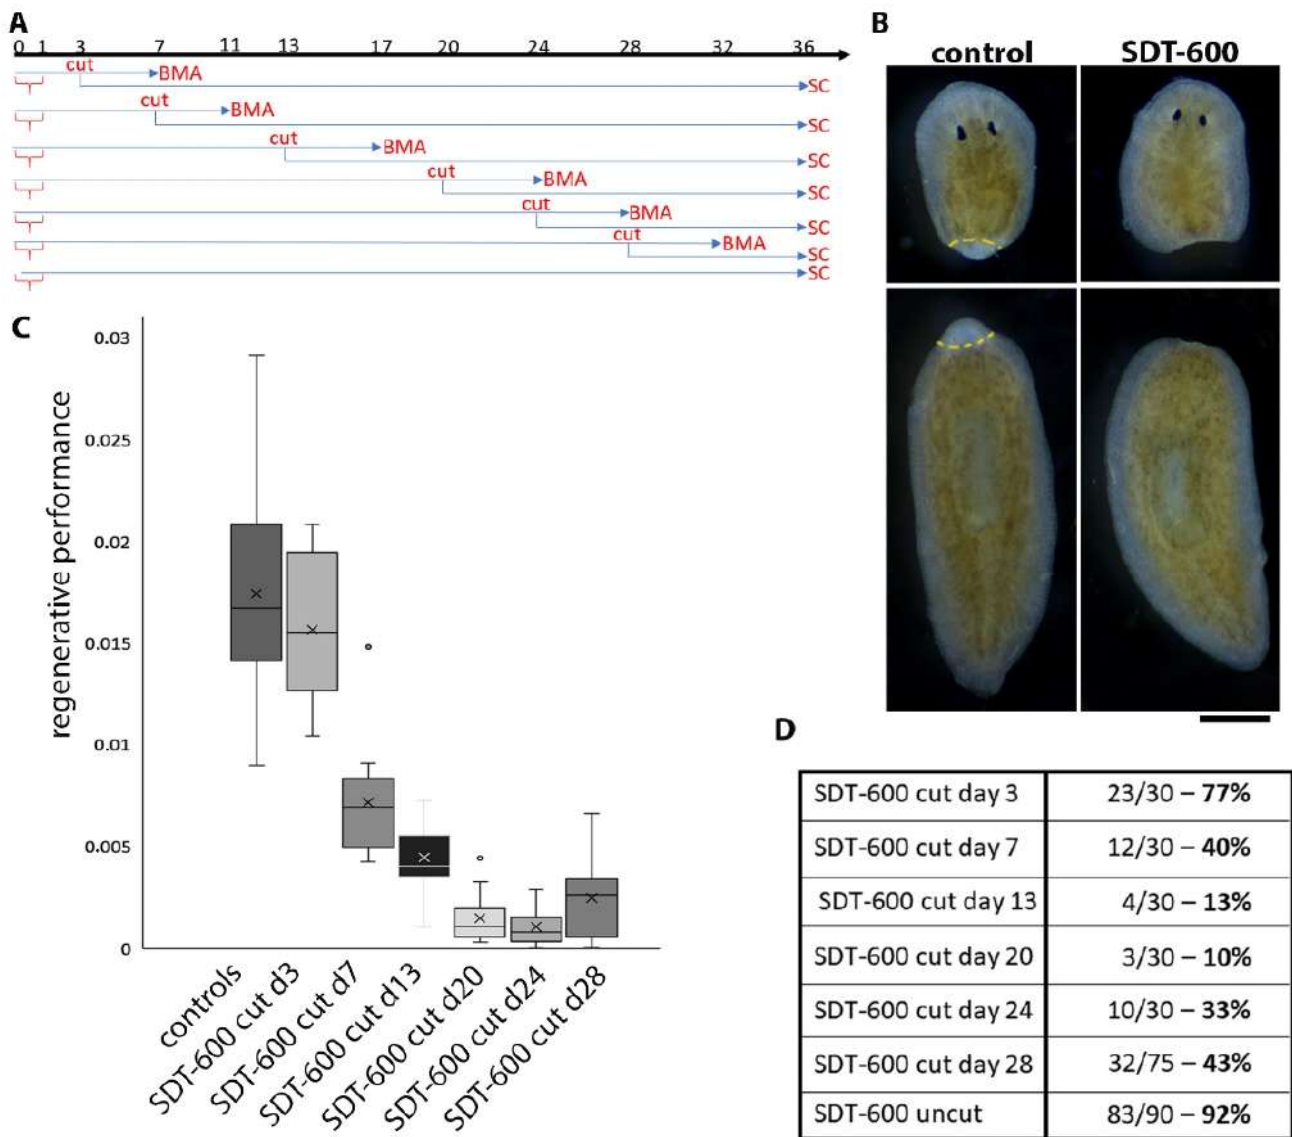 A
0 1 3 7 11 13 17 20 24 28 32 36
cut
BMA
SC
cut
BMA
SC
cut
BMA
SC
cut
BMA
SC
cut
BMA
SC
cut
BMA
SC
SC
B
control SDT-600
C
regenerative performance
0.03
0.025
0.02
0.015
0.01
0.005
0
controls
SDT-600 cut d3
SDT-600 cut d7
SDT-600 cut d13
SDT-600 cut d20
SDT-600 cut d24
SDT-600 cut d28
D
SDT-600 cut day 3 23/30 – 77%
SDT-600 cut day 7 12/30 – 40%
SDT-600 cut day 13 4/30 – 13%
SDT-600 cut day 20 3/30 – 10%
SDT-600 cut day 24 10/30 – 33%
SDT-600 cut day 28 32/75 – 43%
SDT-600 uncut 83/90 – 92%